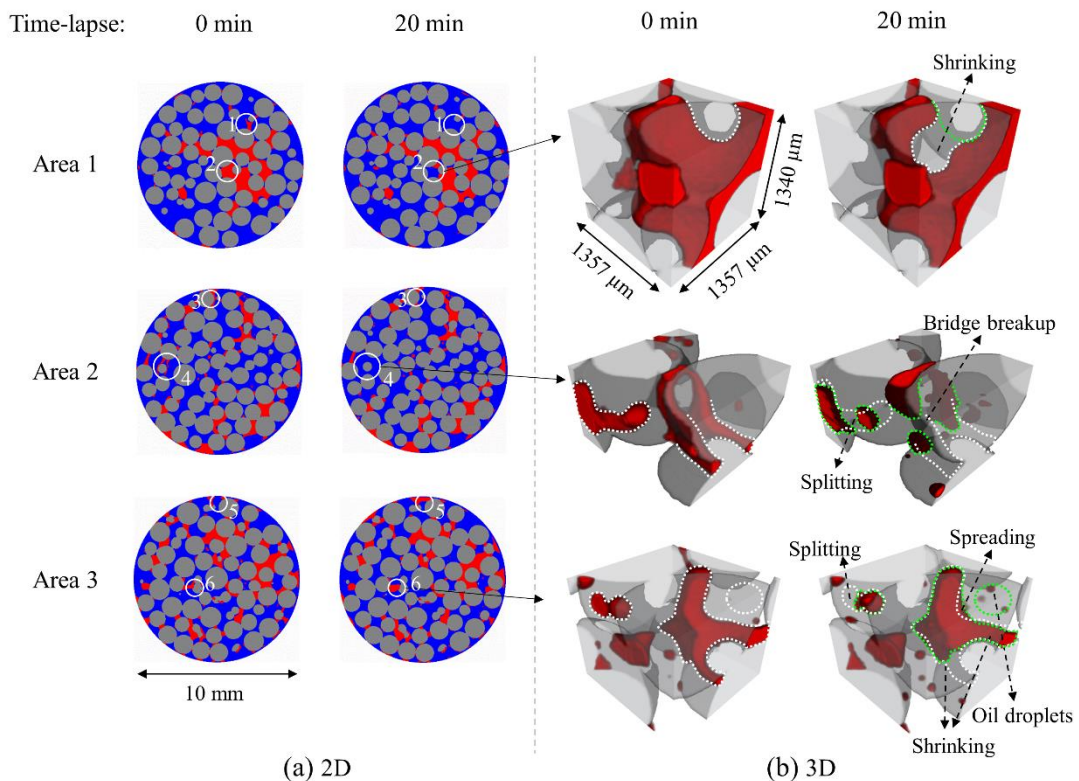 Time-lapse: 0 min 20 min 0 min 20 min
Shrinking
Area 1
1 1
2 2
1340 μm
1357 μm 1357 μm
Area 2
3 3
4 4
Bridge breakup
Splitting
Area 3
5 5
6 6
Splitting
Spreading
Oil droplets
Shrinking
10 mm
(a) 2D (b) 3D